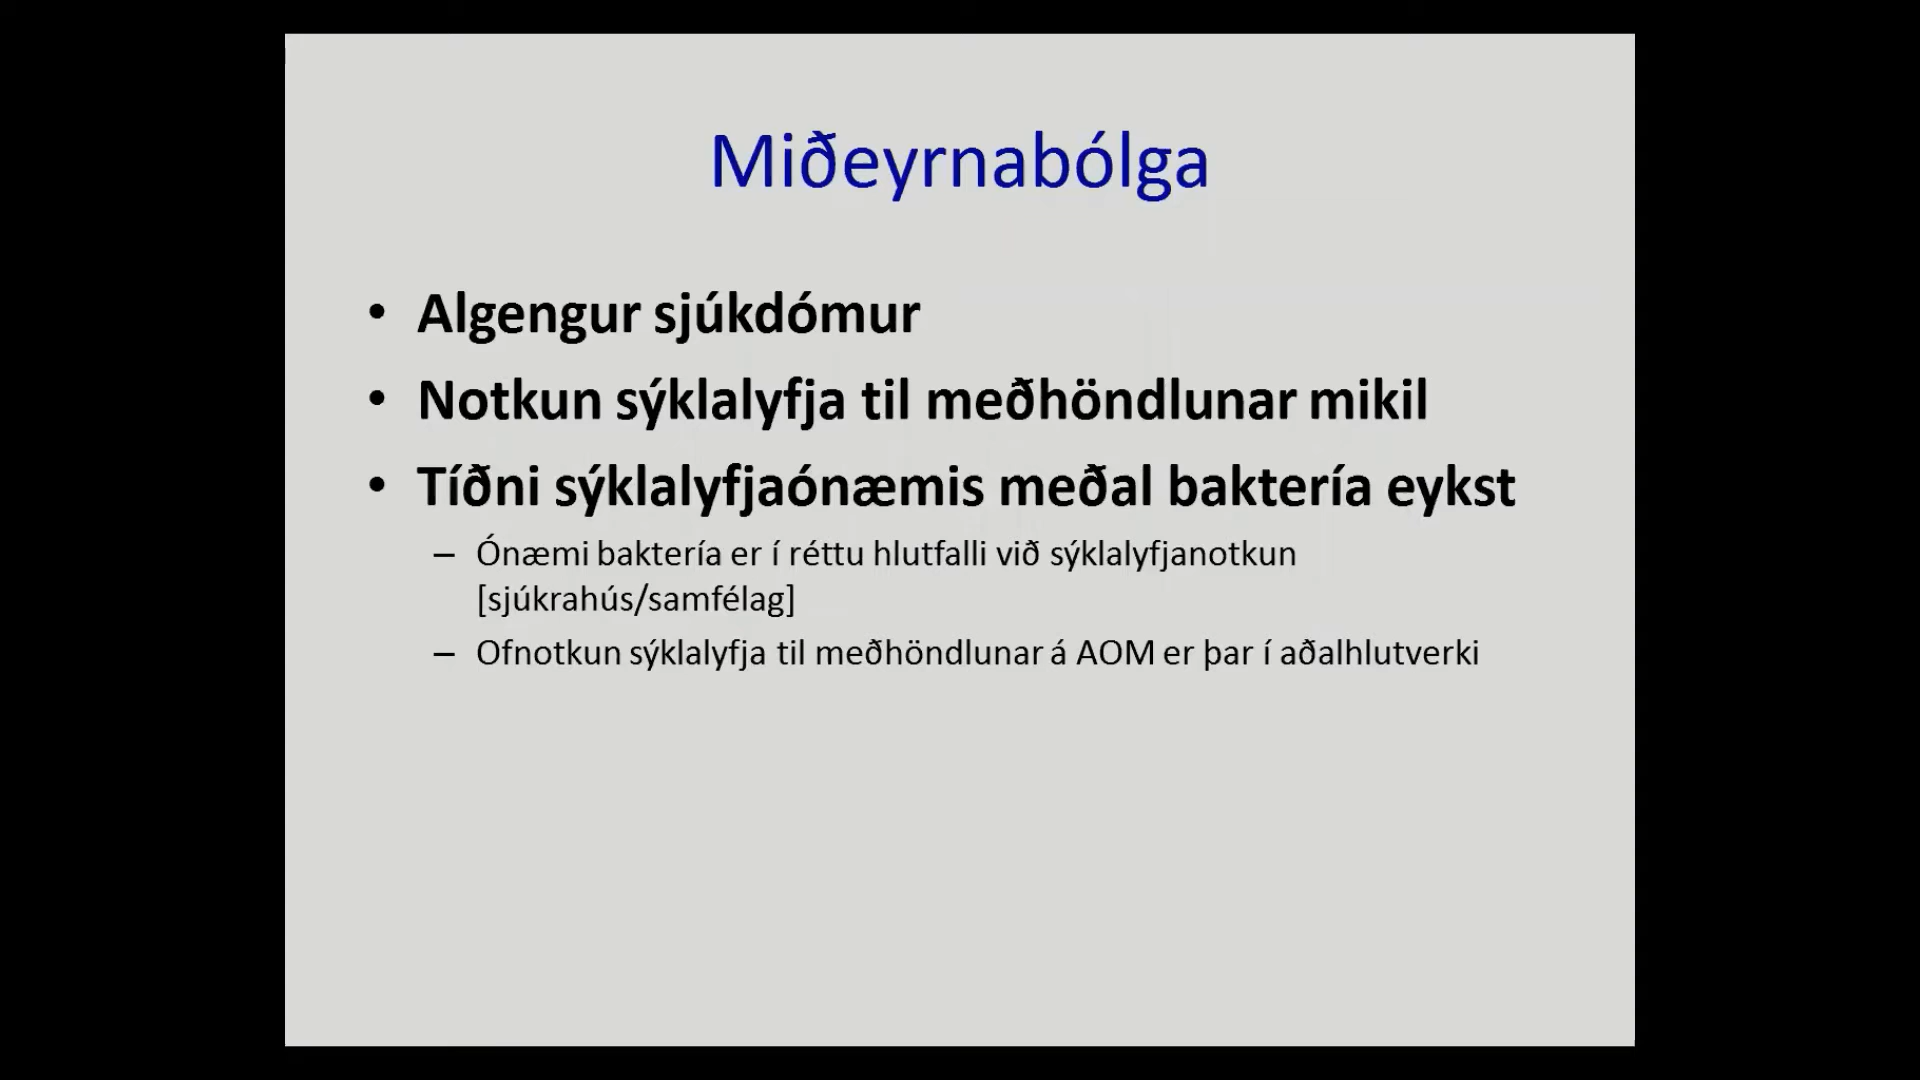 Miðeyrnabólga
• Algengur sjúkdómur
• Notkun sýklalyfja til meðhöndlunar mikil
• Tíðni sýklalyfjaónæmis meðal baktería eykst
– Ónæmi baktería er í réttu hlutfalli við sýklalyfjanotkun
[sjúkrahús/samfélag]
– Ofnotkun sýklalyfja til meðhöndlunar á AOM er þar í aðalhlutverki